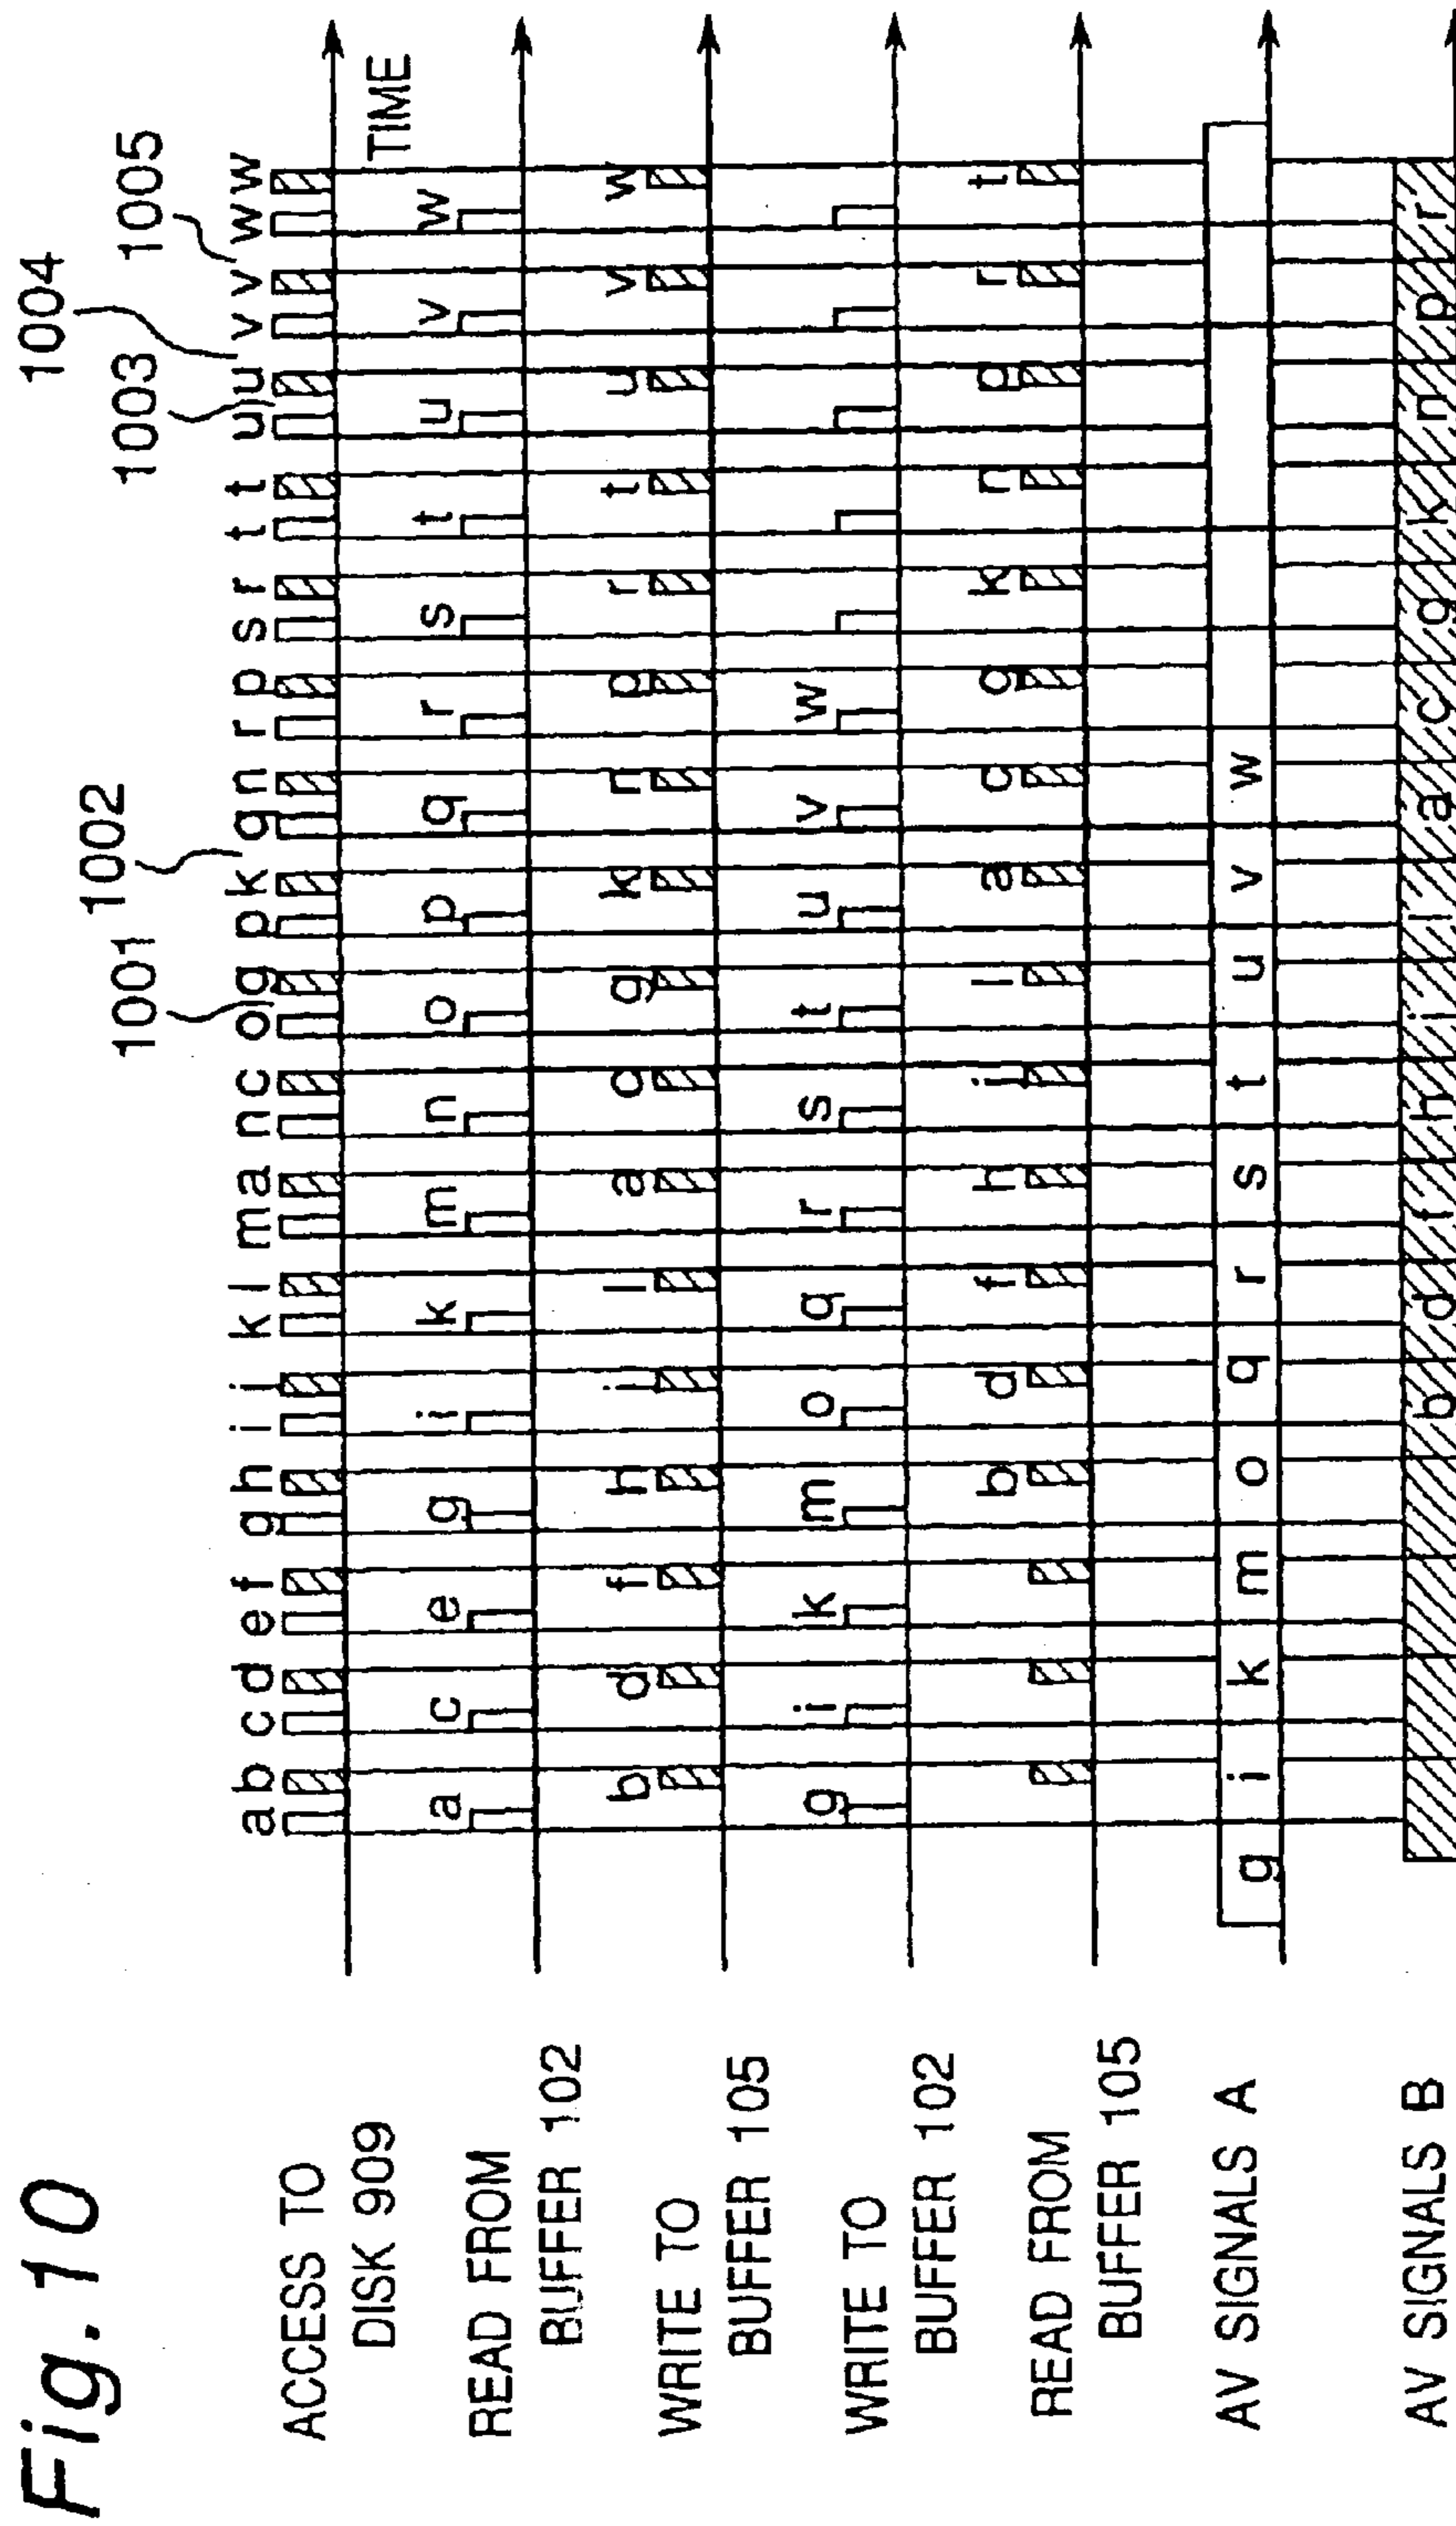 Fig.10
1004
1001 1002 1003 1005
ACCESS TO
DISK 909
a b c d e f g h i j k l m a n c o g p k q n r p s r t t u u v v w w
TIME
READ FROM
BUFFER 102
a c e g i k m n o p q r s t u v w
WRITE TO
BUFFER 105
b d f h j l a c g k n p r t u v w
WRITE TO
BUFFER 102
g i k m o q r s t u v w
READ FROM
BUFFER 105
b d f h j l a c g k n p r t
AV SIGNALS A
g i k m o q r s t u v w
AV SIGNALS B
b d f h j l a c g k n p r